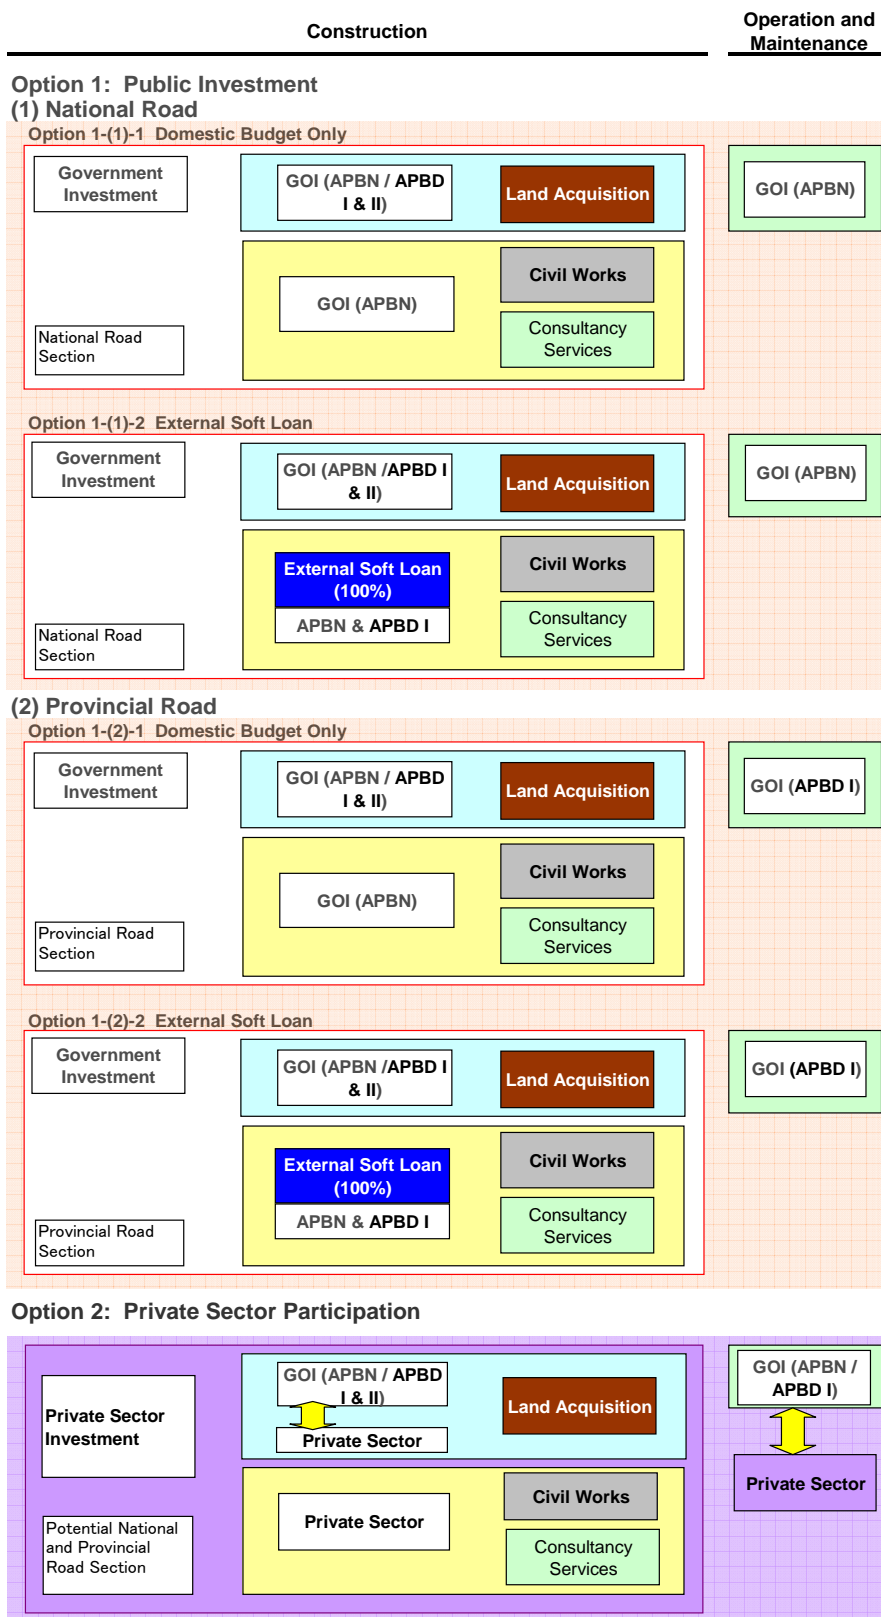 Construction
Operation and
Maintenance
Option 1:  Public Investment
(1) National Road
Option 1-(1)-1  Domestic Budget Only
Government
Investment
GOI (APBN / APBD
I & II)
Land Acquisition
GOI (APBN)
GOI (APBN)
Civil Works
Consultancy
Services
National Road
Section
Option 1-(1)-2  External Soft Loan
Government
Investment
GOI (APBN /APBD I
& II)
Land Acquisition
GOI (APBN)
External Soft Loan
(100%)
APBN & APBD I
Civil Works
Consultancy
Services
National Road
Section
(2) Provincial Road
Option 1-(2)-1  Domestic Budget Only
Government
Investment
GOI (APBN / APBD
I & II)
Land Acquisition
GOI (APBD I)
GOI (APBN)
Civil Works
Consultancy
Services
Provincial Road
Section
Option 1-(2)-2  External Soft Loan
Government
Investment
GOI (APBN /APBD I
& II)
Land Acquisition
GOI (APBD I)
External Soft Loan
(100%)
APBN & APBD I
Civil Works
Consultancy
Services
Provincial Road
Section
Option 2:  Private Sector Participation
Private Sector
Investment
GOI (APBN / APBD
I & II)
Private Sector
Land Acquisition
GOI (APBN /
APBD I)
Private Sector
Private Sector
Civil Works
Consultancy
Services
Potential National
and Provincial
Road Section